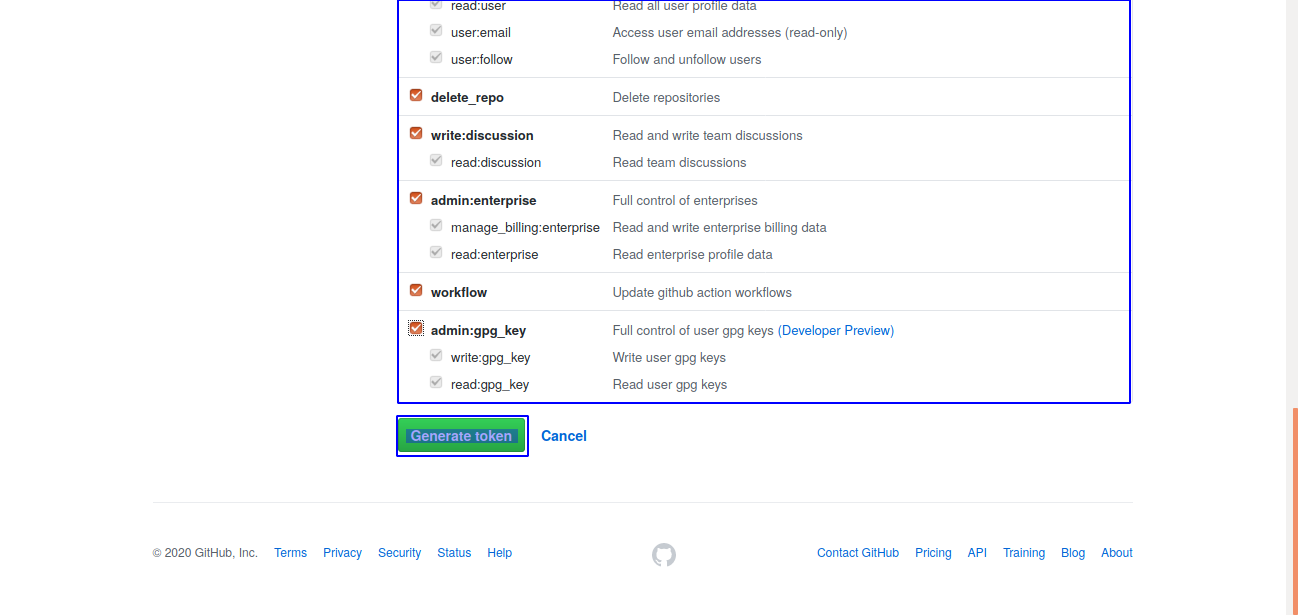 read:user Read all user profile data
user:email Access user email addresses (read-only)
user:follow Follow and unfollow users
delete_repo Delete repositories
write:discussion Read and write team discussions
read:discussion Read team discussions
admin:enterprise Full control of enterprises
manage_billing:enterprise Read and write enterprise billing data
read:enterprise Read enterprise profile data
workflow Update github action workflows
admin:gpg_key Full control of user gpg keys (Developer Preview)
write:gpg_key Write user gpg keys
read:gpg_key Read user gpg keys
Generate token Cancel
© 2020 GitHub, Inc. Terms Privacy Security Status Help Contact GitHub Pricing API Training Blog About